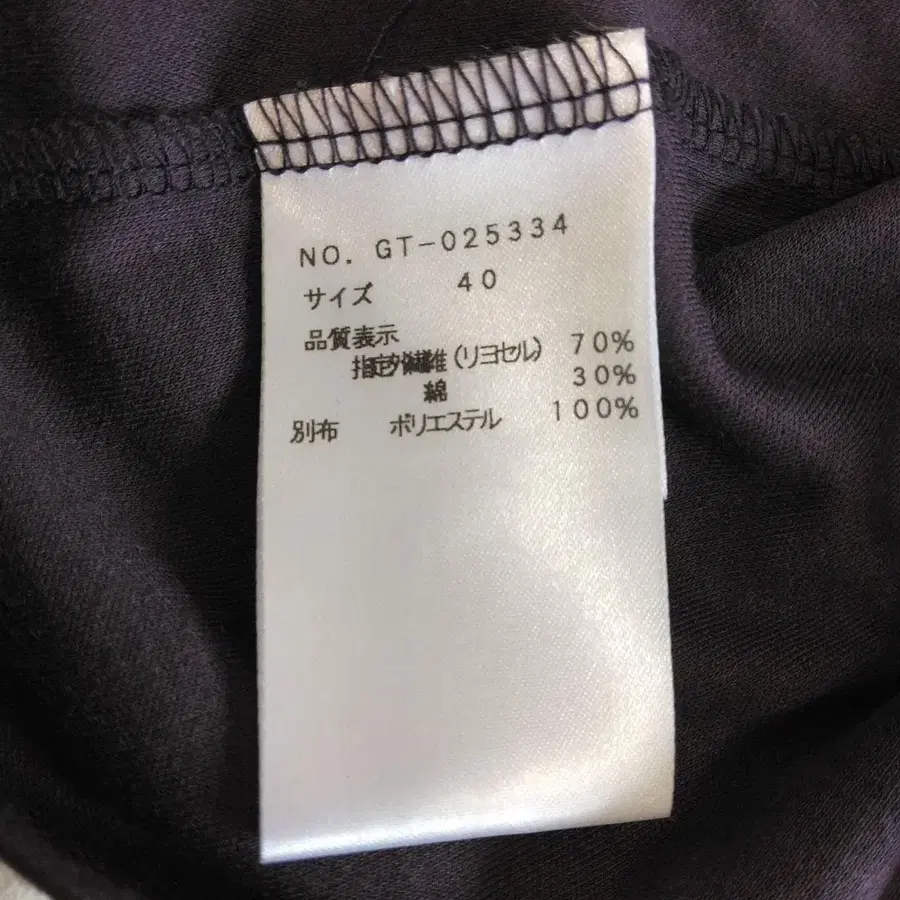 NO. GT-025334
サイズ 40
品質表示
指定外繊維(リヨセル) 70%
綿 30%
別布 ポリエステル 100%